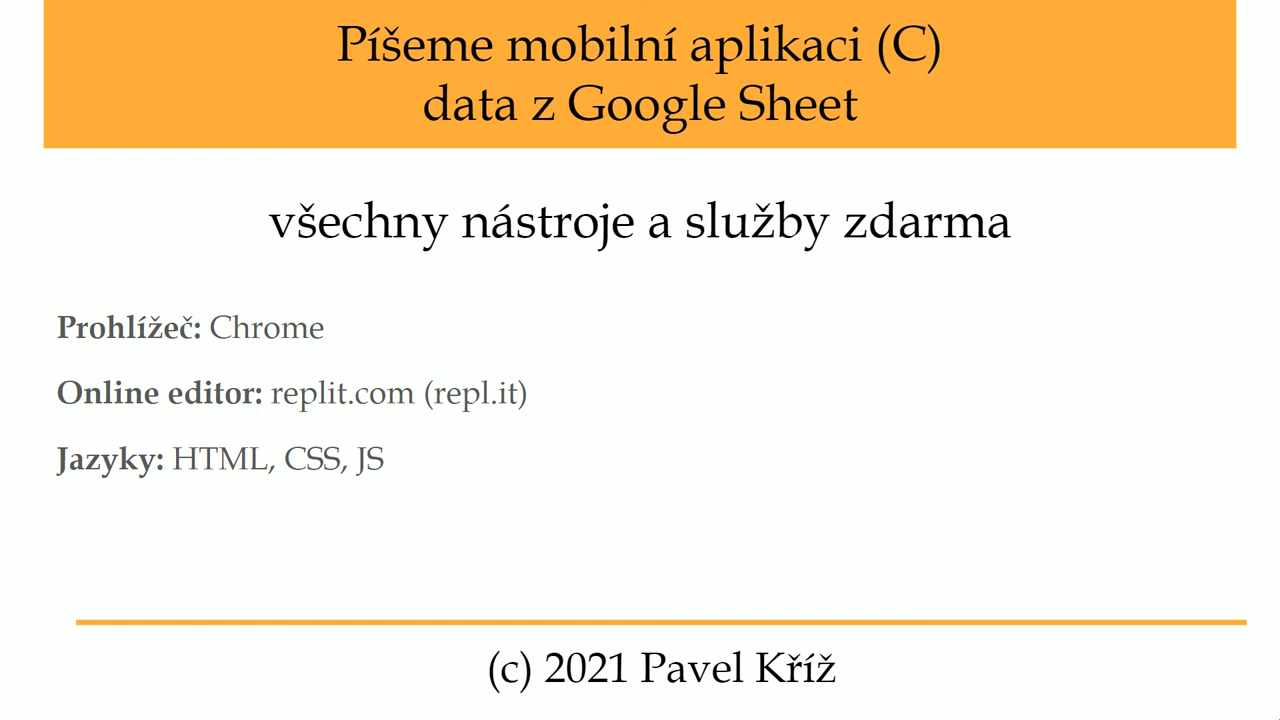 Píšeme mobilní aplikaci (C)
data z Google Sheet
všechny nástroje a služby zdarma
Prohlížeč: Chrome
Online editor: replit.com (repl.it)
Jazyky: HTML, CSS, JS
(c) 2021 Pavel Kříž